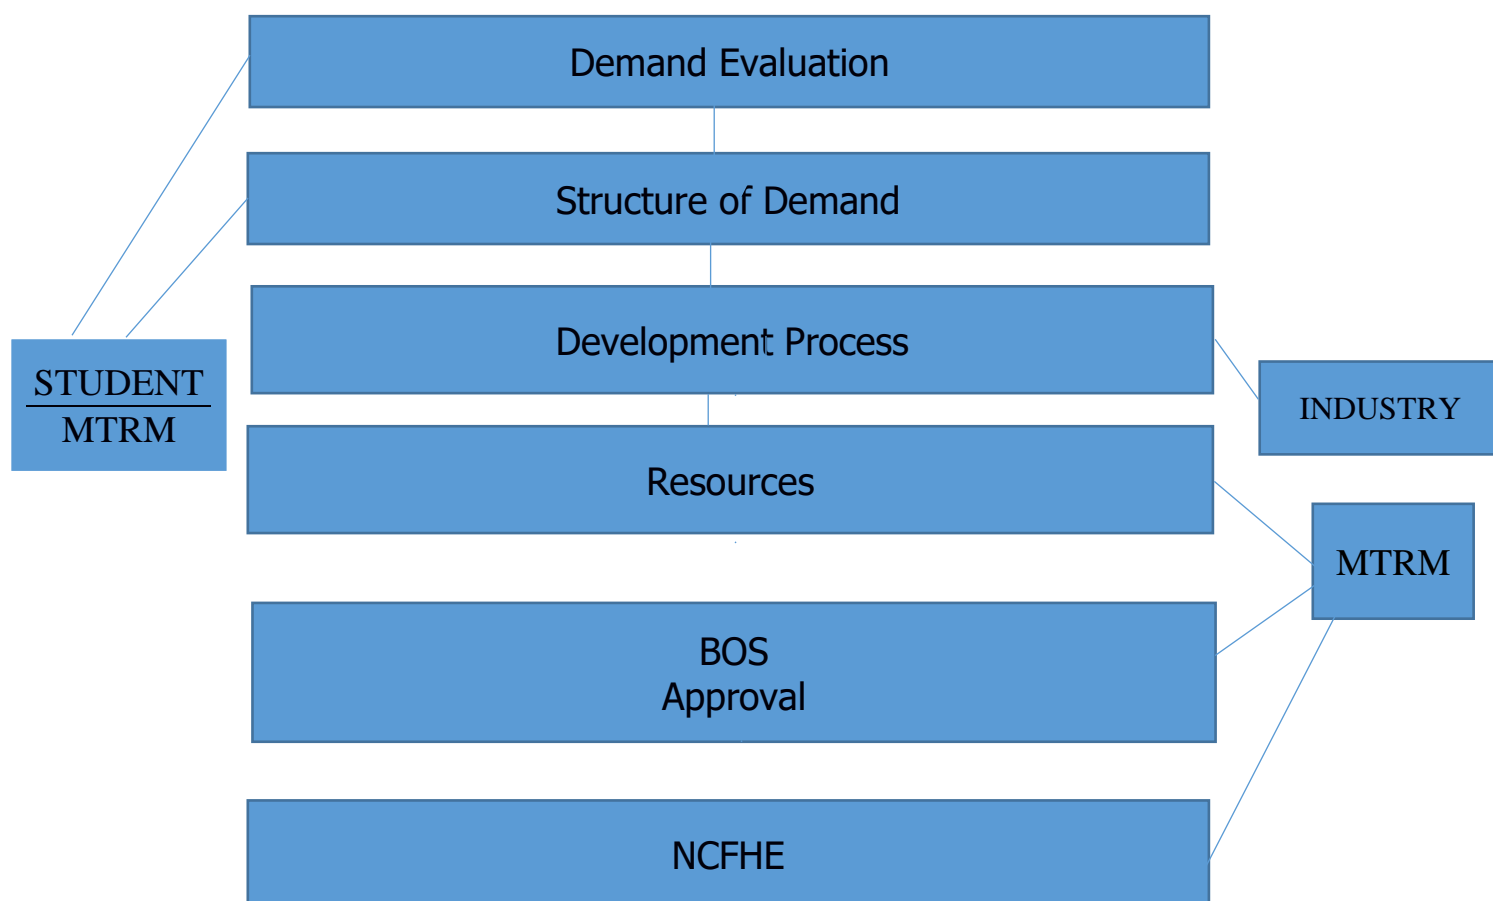 Demand Evaluation
Structure of Demand
Development Process
STUDENT
MTRM
INDUSTRY
Resources
MTRM
BOS
Approval
NCFHE